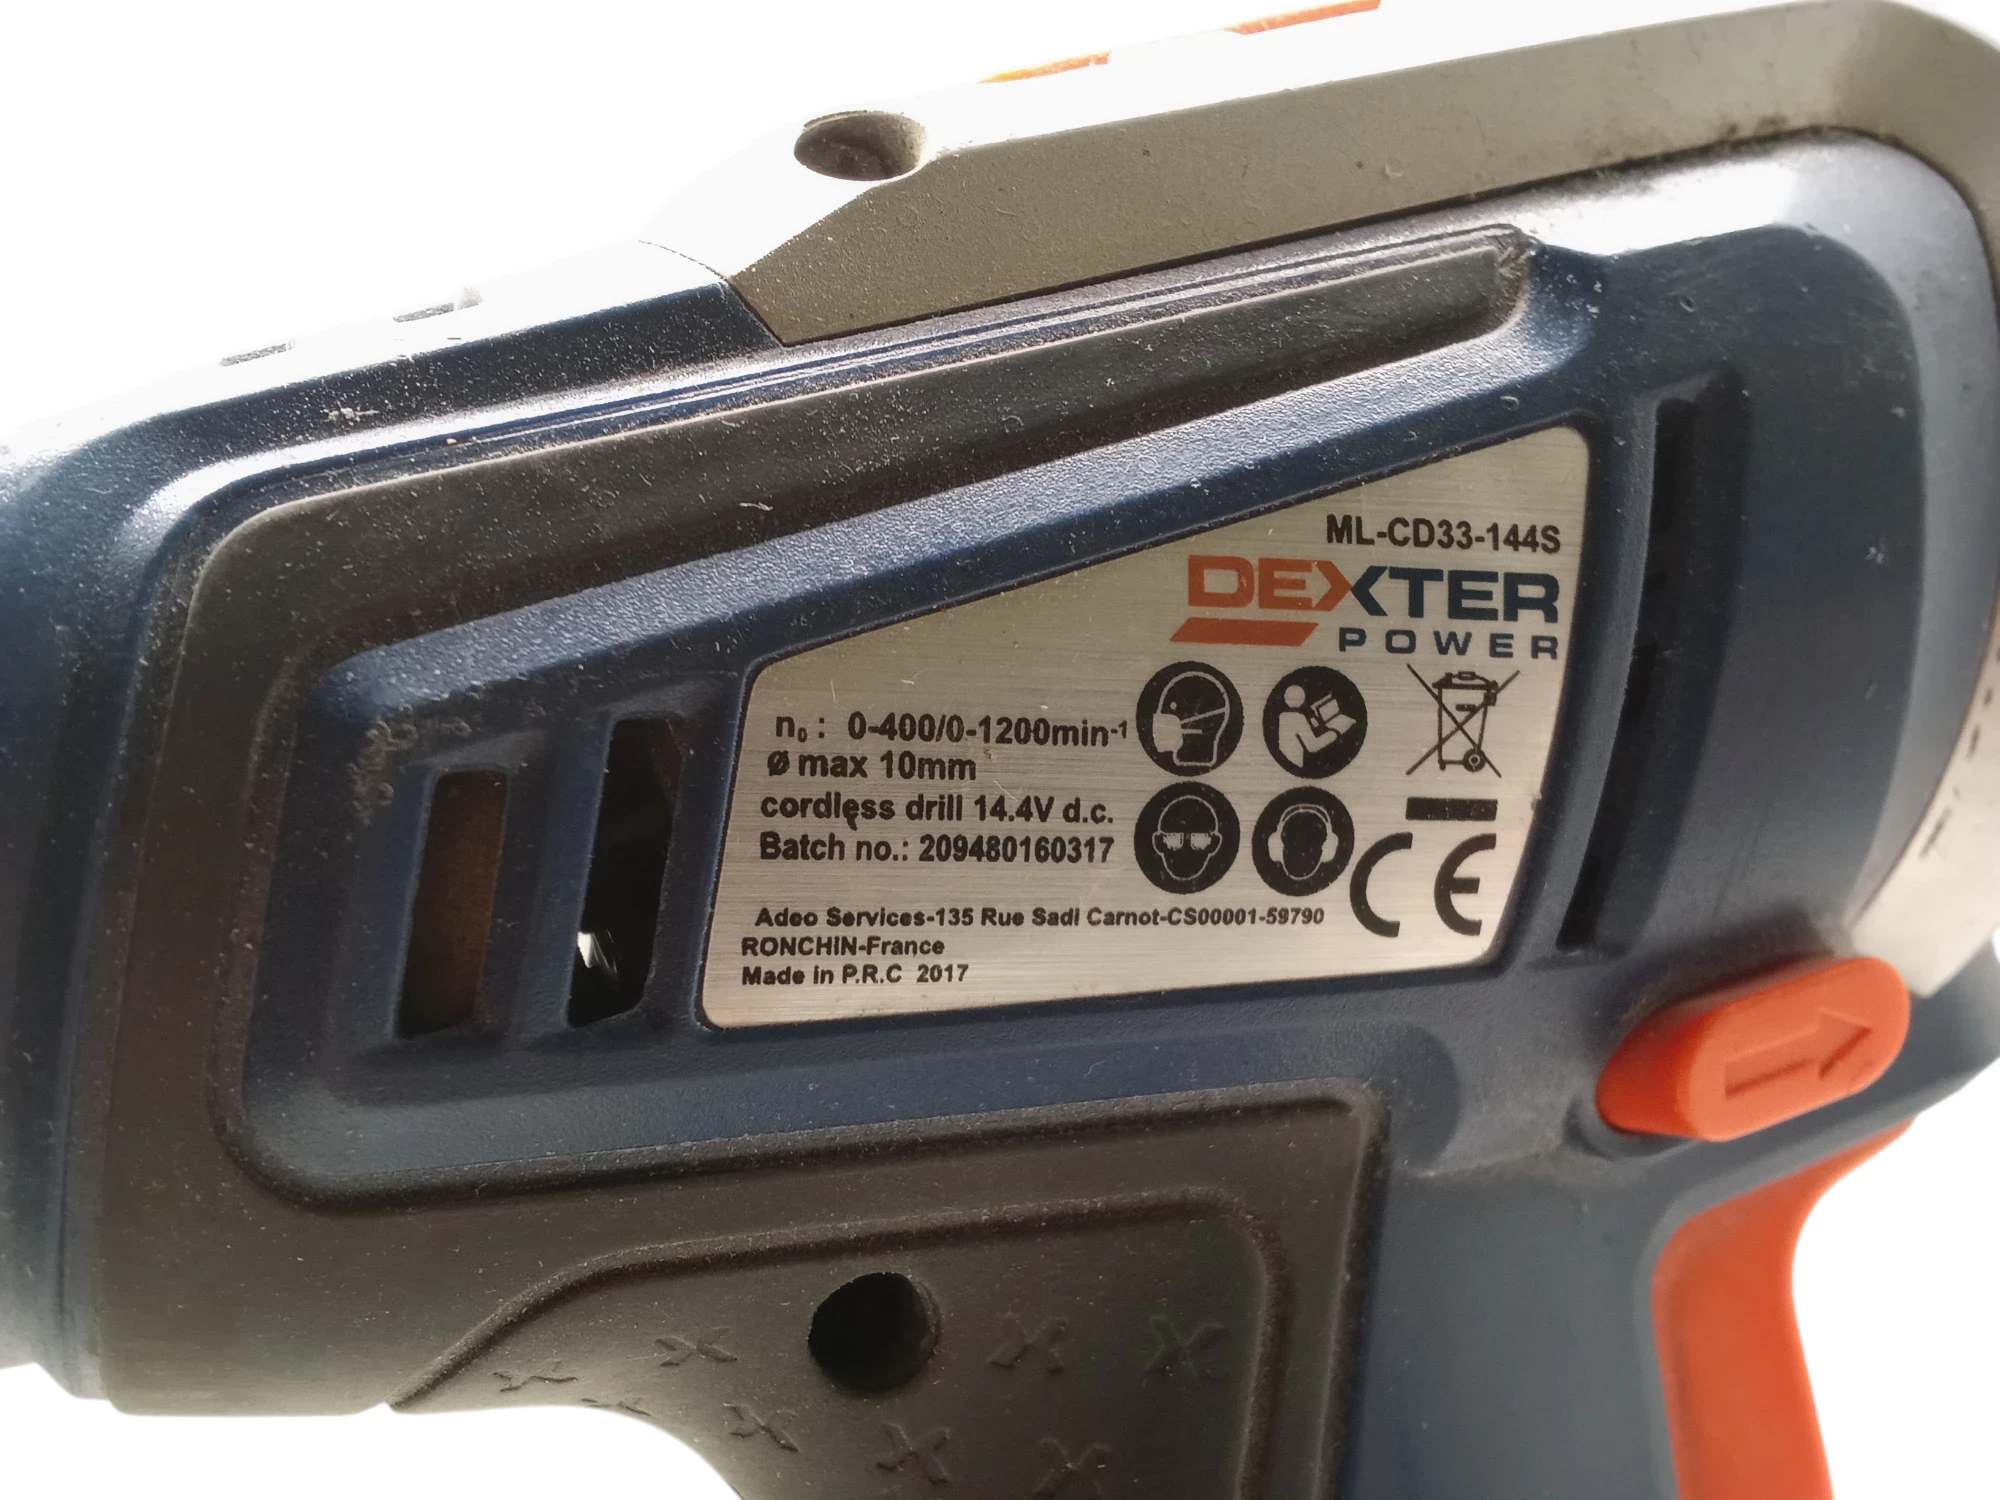 ML-CD33-144S
DEXTER
POWER
n₀ : 0-400/0-1200min⁻¹
Ø max 10mm
cordless drill 14.4V d.c.
Batch no.: 209480160317
CE
Adeo Services-135 Rue Sadi Carnot-CS00001-59790
RONCHIN-France
Made in P.R.C 2017